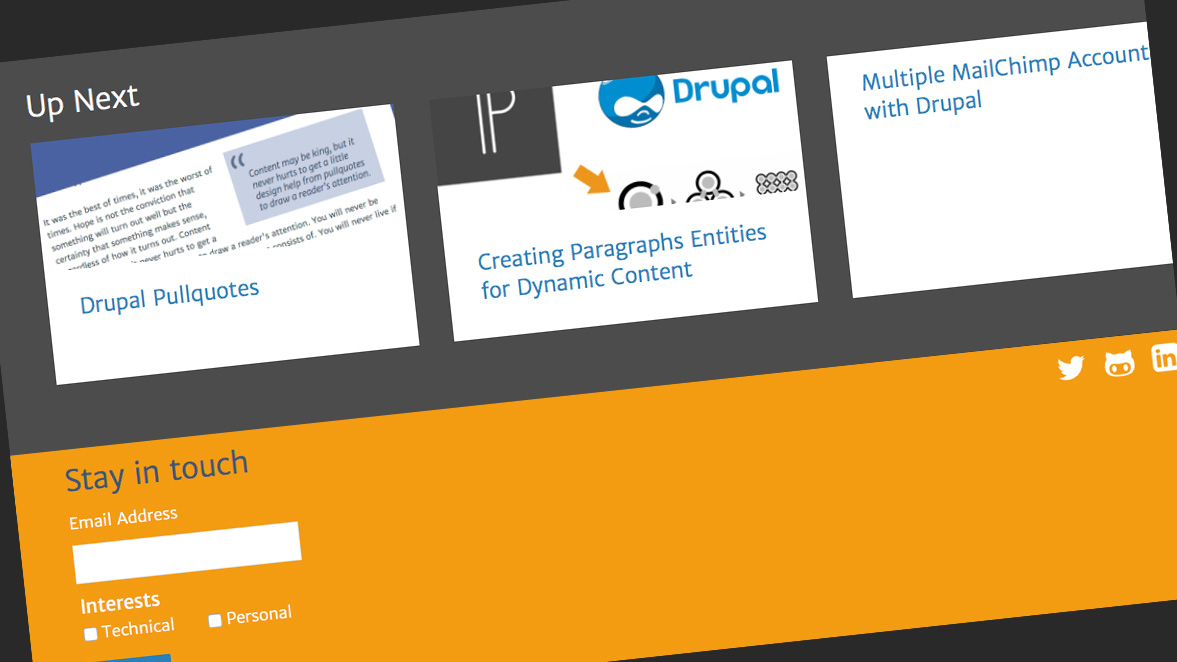 Up Next
It was the best of times, it was the worst of
times. Hope is not the conviction that
something will turn out well but the
certainty that something makes sense,
regardless of how it turns out. Content
never hurts to get a
draw a reader's attention. You will never be
consists of. You will never live if
“
Content may be king, but it
never hurts to get a little
design help from pullquotes
to draw a reader's attention.
Drupal Pullquotes
Drupal
Creating Paragraphs Entities
for Dynamic Content
Multiple MailChimp Account
with Drupal
in
Stay in touch
Email Address
Interests
Technical
Personal